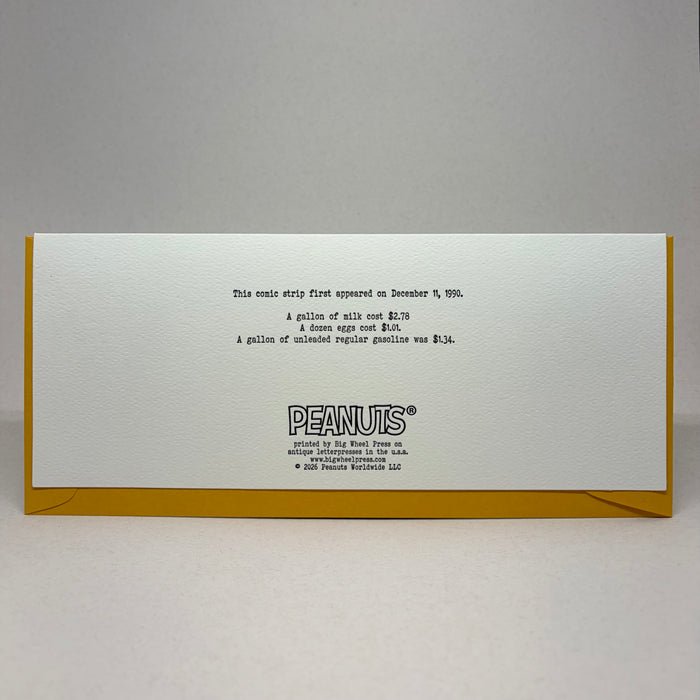 This comic strip first appeared on December 11, 1990.
A gallon of milk cost $2.78
A dozen eggs cost $1.01.
A gallon of unleaded regular gasoline was $1.34.
PEANUTS®
printed by Big Wheel Press on
antique letterpresses in the u.s.a.
www.bigwheelpress.com
© 2026 Peanuts Worldwide LLC